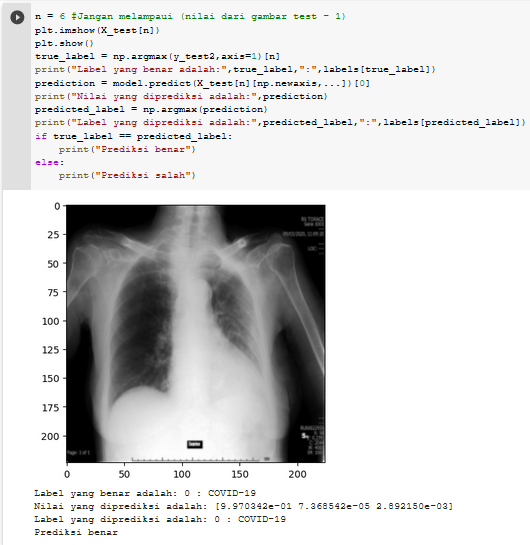 n = 6 #Jangan melampaui (nilai dari gambar test - 1)
plt.imshow(X_test[n])
plt.show()
true_label = np.argmax(y_test2,axis=1)[n]
print("Label yang benar adalah:",true_label,":",labels[true_label])
prediction = model.predict(X_test[n][np.newaxis,...])[0]
print("Nilai yang diprediksi adalah:",prediction)
predicted_label = np.argmax(prediction)
print("Label yang diprediksi adalah:",predicted_label,":",labels[predicted_label])
if true_label == predicted_label:
    print("Prediksi benar")
else:
    print("Prediksi salah")
0
25
50
75
100
125
150
175
200
0 50 100 150 200
Label yang benar adalah: 0 : COVID-19
Nilai yang diprediksi adalah: [9.970342e-01 7.368542e-05 2.892150e-03]
Label yang diprediksi adalah: 0 : COVID-19
Prediksi benar